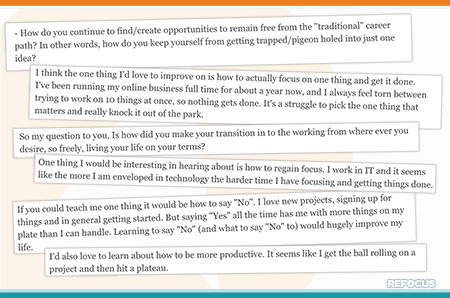 - How do you continue to find/create opportunities to remain free from the "traditional" career
path? In other words, how do you keep yourself from getting trapped/pigeon holed into just one
idea?
I think the one thing I'd love to improve on is how to actually focus on one thing and get it done.
I've been running my online business full time for about a year now, and I always feel torn between
trying to work on 10 things at once, so nothing gets done. It's a struggle to pick the one thing that
matters and really knock it out of the park.
So my question to you, Is how did you make your transition in to the working from where ever you
desire, so freely, living your life on your terms?
One thing I would be interesting in hearing about is how to regain focus. I work in IT and it seems
like the more I am enveloped in technology the harder time I have focusing and getting things done.
If you could teach me one thing it would be how to say "No". I love new projects, signing up for
things and in general getting started. But saying "Yes" all the time has me with more things on my
plate than I can handle. Learning to say "No" (and what to say "No" to) would hugely improve my
life.
I'd also love to learn about how to be more productive. It seems like I get the ball rolling on a
project and then hit a plateau.
REFOCUS